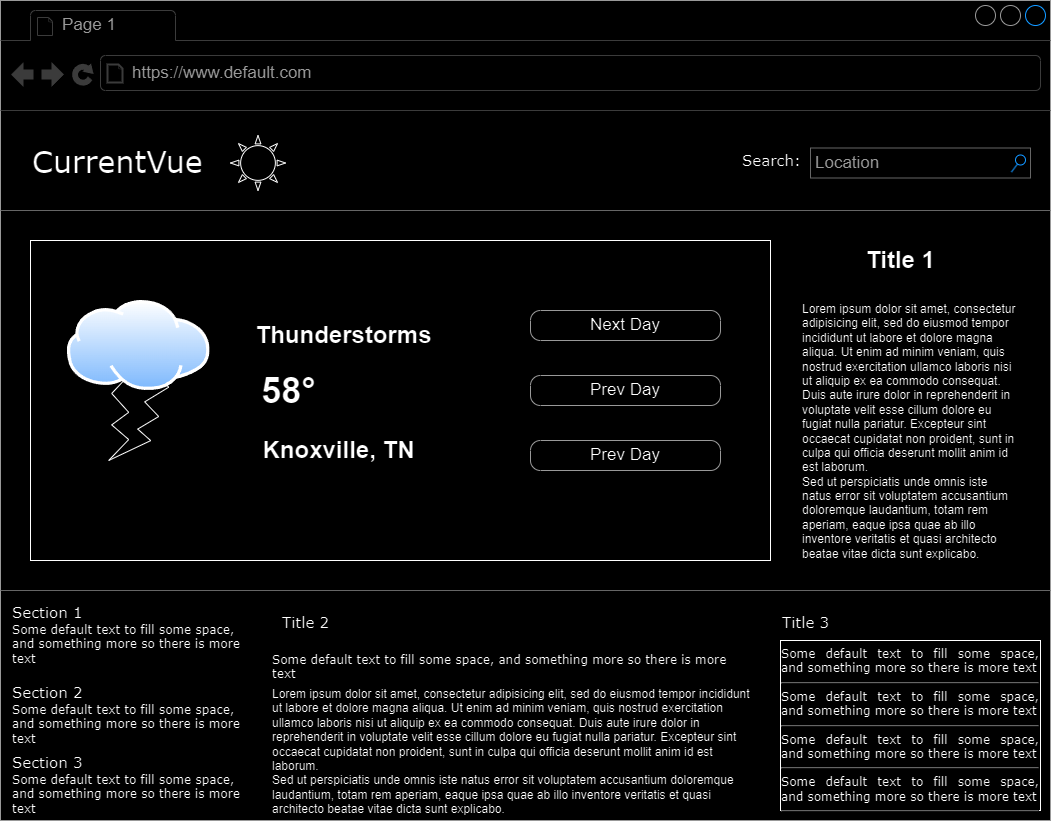 Page 1
https://www.default.com
CurrentVue
Search:
Location
Thunderstorms
58°
Knoxville, TN
Next Day
Prev Day
Prev Day
Title 1
Lorem ipsum dolor sit amet, consectetur
adipisicing elit, sed do eiusmod tempor
incididunt ut labore et dolore magna
aliqua. Ut enim ad minim veniam, quis
nostrud exercitation ullamco laboris nisi
ut aliquip ex ea commodo consequat.
Duis aute irure dolor in reprehenderit in
voluptate velit esse cillum dolore eu
fugiat nulla pariatur. Excepteur sint
occaecat cupidatat non proident, sunt in
culpa qui officia deserunt mollit anim id
est laborum.
Sed ut perspiciatis unde omnis iste
natus error sit voluptatem accusantium
doloremque laudantium, totam rem
aperiam, eaque ipsa quae ab illo
inventore veritatis et quasi architecto
beatae vitae dicta sunt explicabo.
Section 1
Some default text to fill some space,
and something more so there is more
text
Section 2
Some default text to fill some space,
and something more so there is more
text
Section 3
Some default text to fill some space,
and something more so there is more
text
Title 2
Some default text to fill some space, and something more so there is more
text
Lorem ipsum dolor sit amet, consectetur adipisicing elit, sed do eiusmod tempor incididunt
ut labore et dolore magna aliqua. Ut enim ad minim veniam, quis nostrud exercitation
ullamco laboris nisi ut aliquip ex ea commodo consequat. Duis aute irure dolor in
reprehenderit in voluptate velit esse cillum dolore eu fugiat nulla pariatur. Excepteur sint
occaecat cupidatat non proident, sunt in culpa qui officia deserunt mollit anim id est
laborum.
Sed ut perspiciatis unde omnis iste natus error sit voluptatem accusantium doloremque
laudantium, totam rem aperiam, eaque ipsa quae ab illo inventore veritatis et quasi
architecto beatae vitae dicta sunt explicabo.
Title 3
Some default text to fill some space,
and something more so there is more text
Some default text to fill some space,
and something more so there is more text
Some default text to fill some space,
and something more so there is more text
Some default text to fill some space,
and something more so there is more text